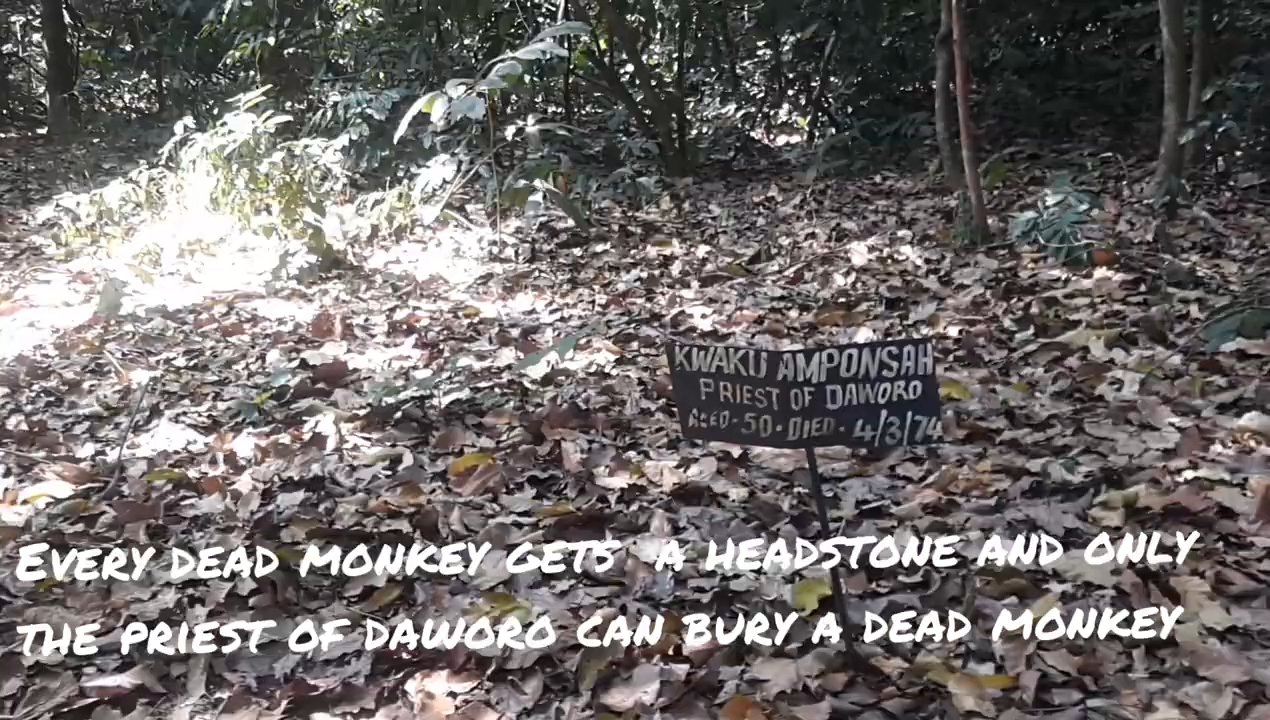 KWAKU AMPONSAH
PRIEST OF DAWORO
AGED-50. DIED. 4/3/74
EVERY DEAD MONKEY GETS A HEADSTONE AND ONLY
THE PRIEST OF DAWORO CAN BURY A DEAD MONKEY